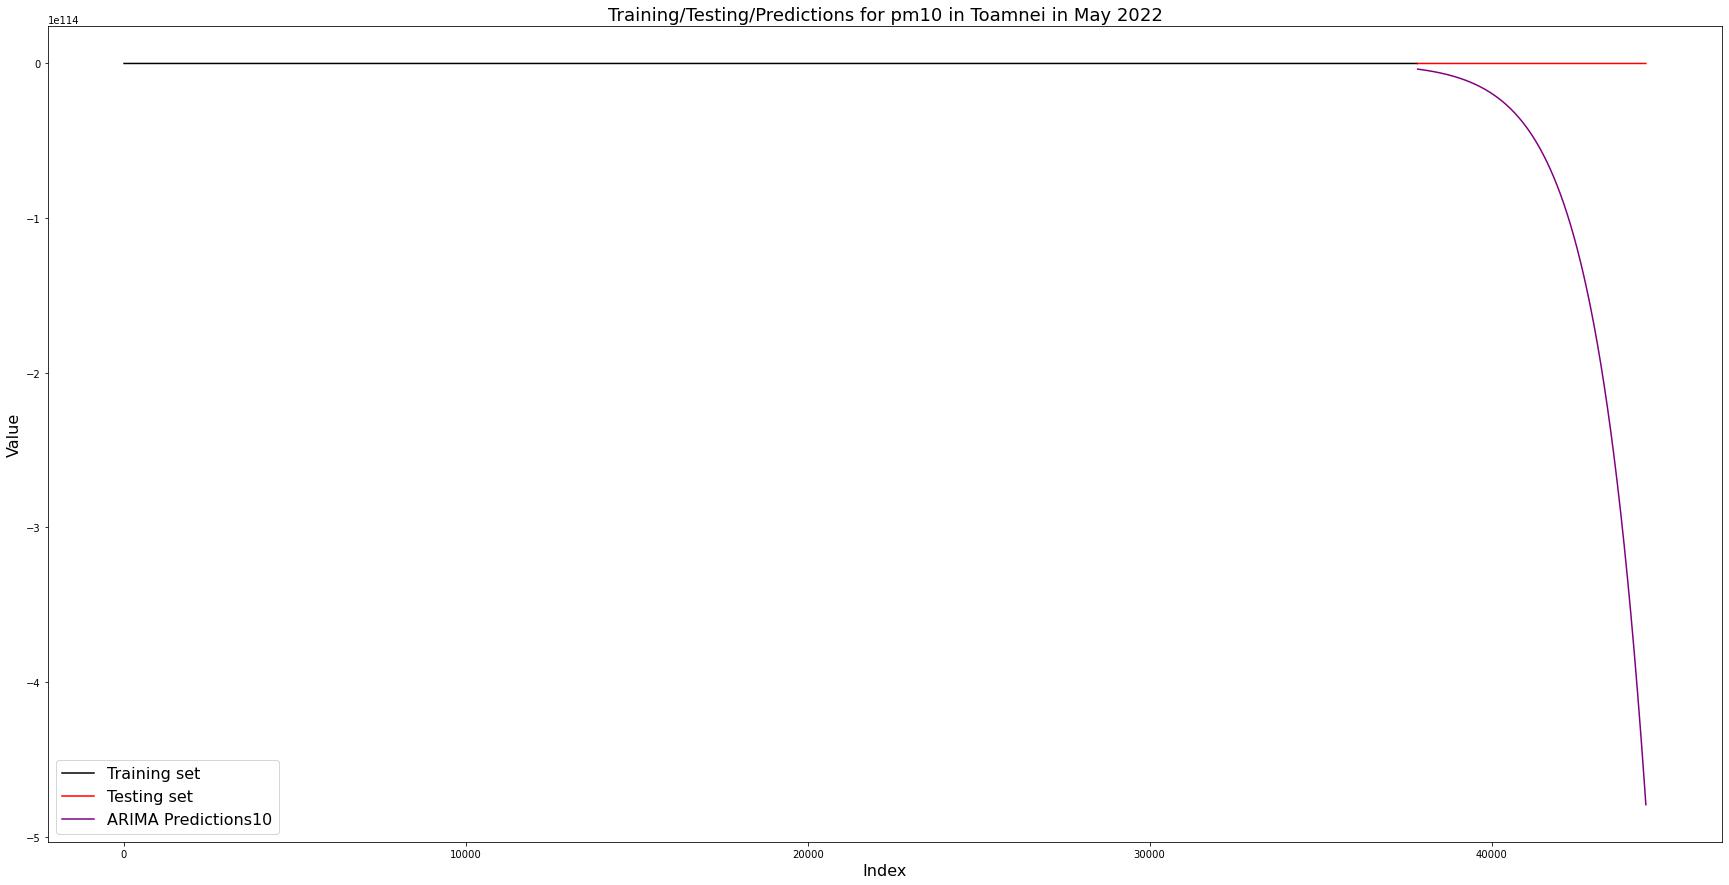 Training/Testing/Predictions for pm10 in Toamnei in May 2022
1e114
0
−1
−2
−3
−4
−5
Value
Training set
Testing set
ARIMA Predictions10
0 10000 20000 30000 40000
Index